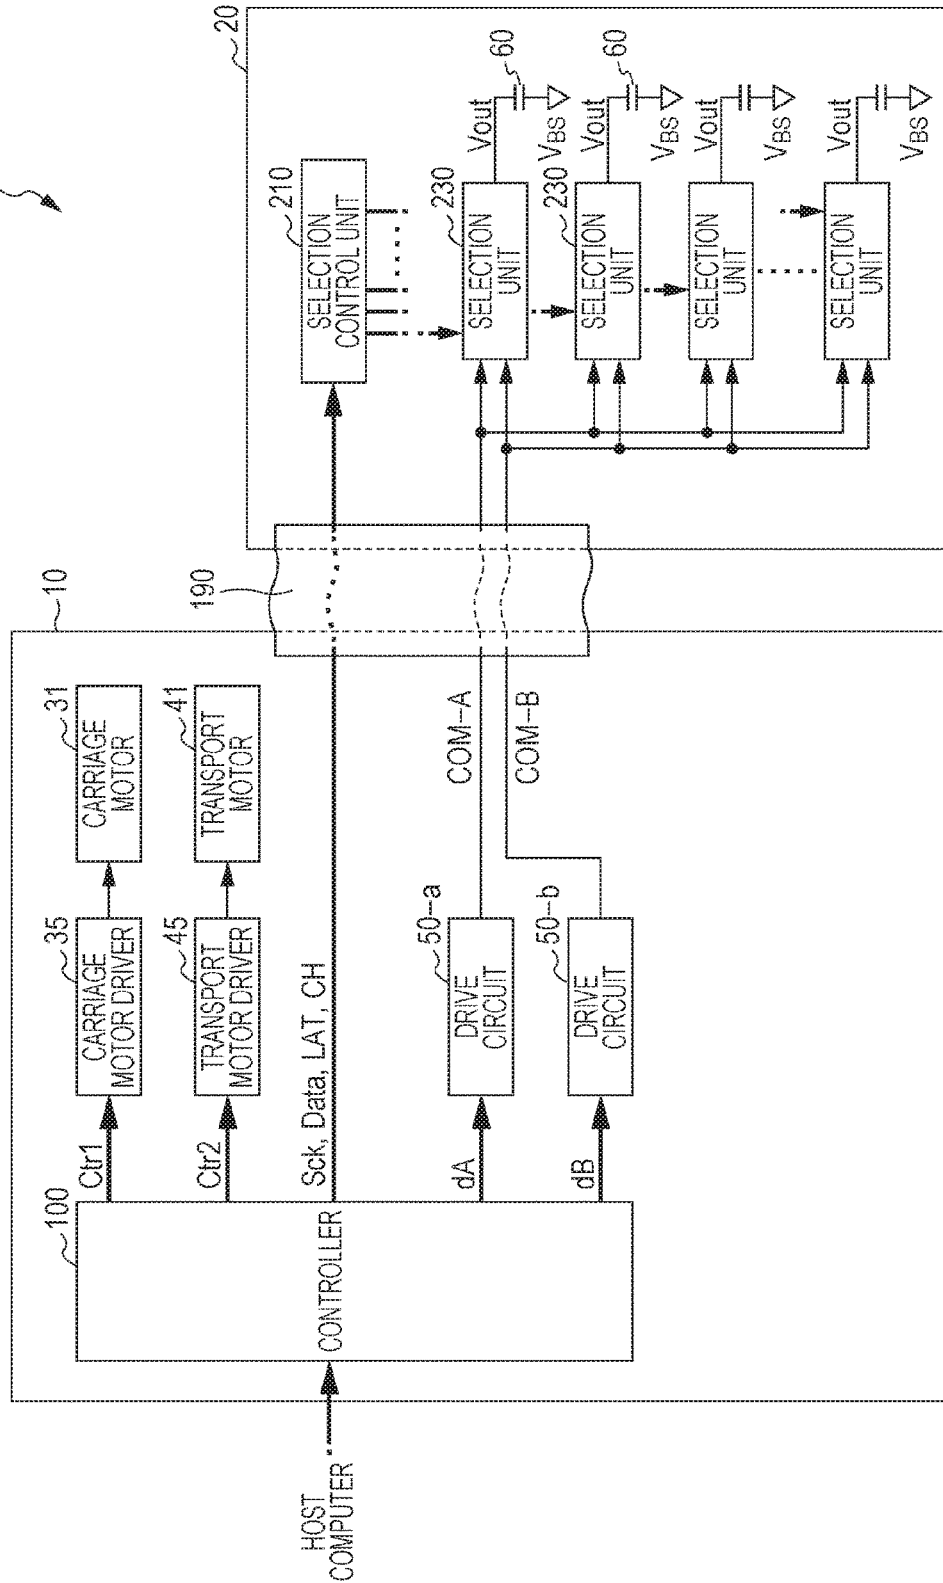 10
100
CONTROLLER
HOST
COMPUTER
Ctr1
35
CARRIAGE
MOTOR DRIVER
31
CARRIAGE
MOTOR
Ctr2
45
TRANSPORT
MOTOR DRIVER
41
TRANSPORT
MOTOR
Sck, Data, LAT, CH
dA
50-a
DRIVE
CIRCUIT
COM-A
dB
50-b
DRIVE
CIRCUIT
COM-B
190
20
210
SELECTION
CONTROL UNIT
230
SELECTION
UNIT
Vout
60
VBS
230
SELECTION
UNIT
Vout
60
VBS
SELECTION
UNIT
Vout
VBS
SELECTION
UNIT
Vout
VBS